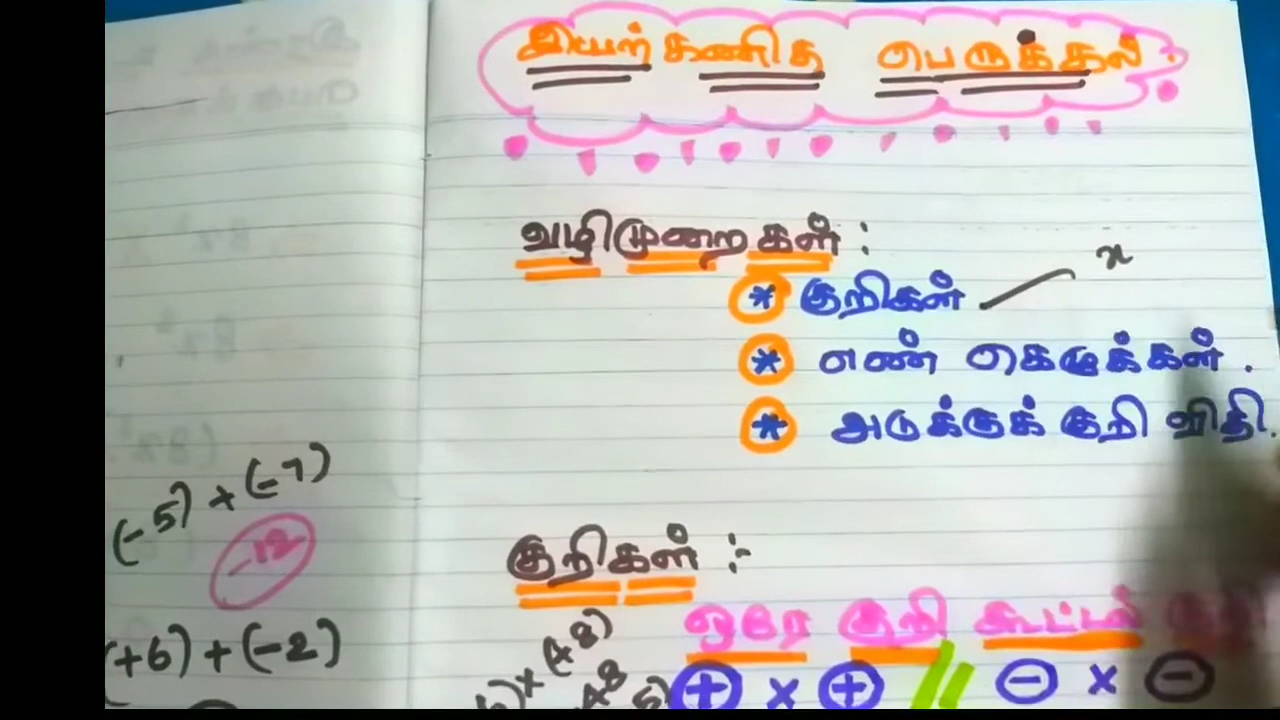 இயற்கணித பெருக்கல் :
வழிமுறைகள் :
* குறிகள் x
* எண் கெழுக்கள் .
* அடுக்குக் குறி விதி.
(-5) + (-7)
-12
(+6) + (-2)
குறிகள் :-
ஒரே குறி கூட்டல்
+ x + // - x -